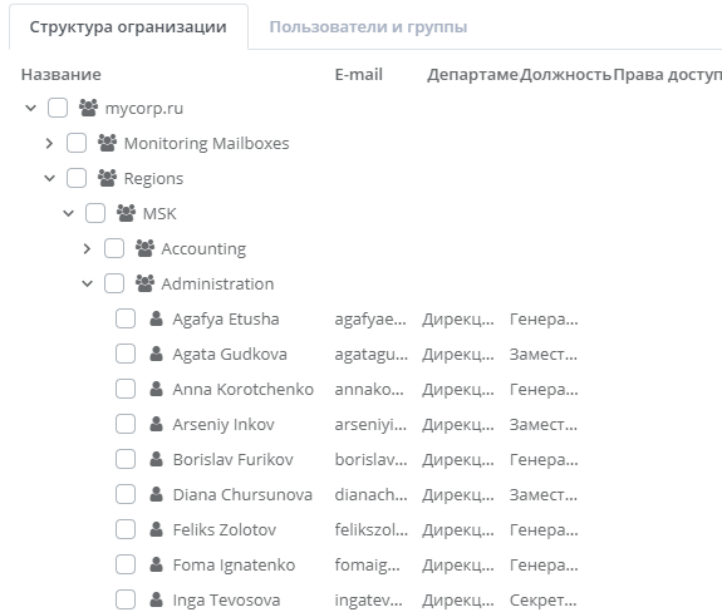 Структура огранизации Пользователи и группы
Название E-mail Департаме Должность Права доступ
mycorp.ru
Monitoring Mailboxes
Regions
MSK
Accounting
Administration
Agafya Etusha agafyae... Дирекц... Генера...
Agata Gudkova agatagu... Дирекц... Замест...
Anna Korotchenko annako... Дирекц... Генера...
Arseniy Inkov arseniyi... Дирекц... Замест...
Borislav Furikov borislav... Дирекц... Генера...
Diana Chursunova dianach... Дирекц... Замест...
Feliks Zolotov felikszol... Дирекц... Генера...
Foma Ignatenko fomaig... Дирекц... Генера...
Inga Tevosova ingatev... Дирекц... Секрет...